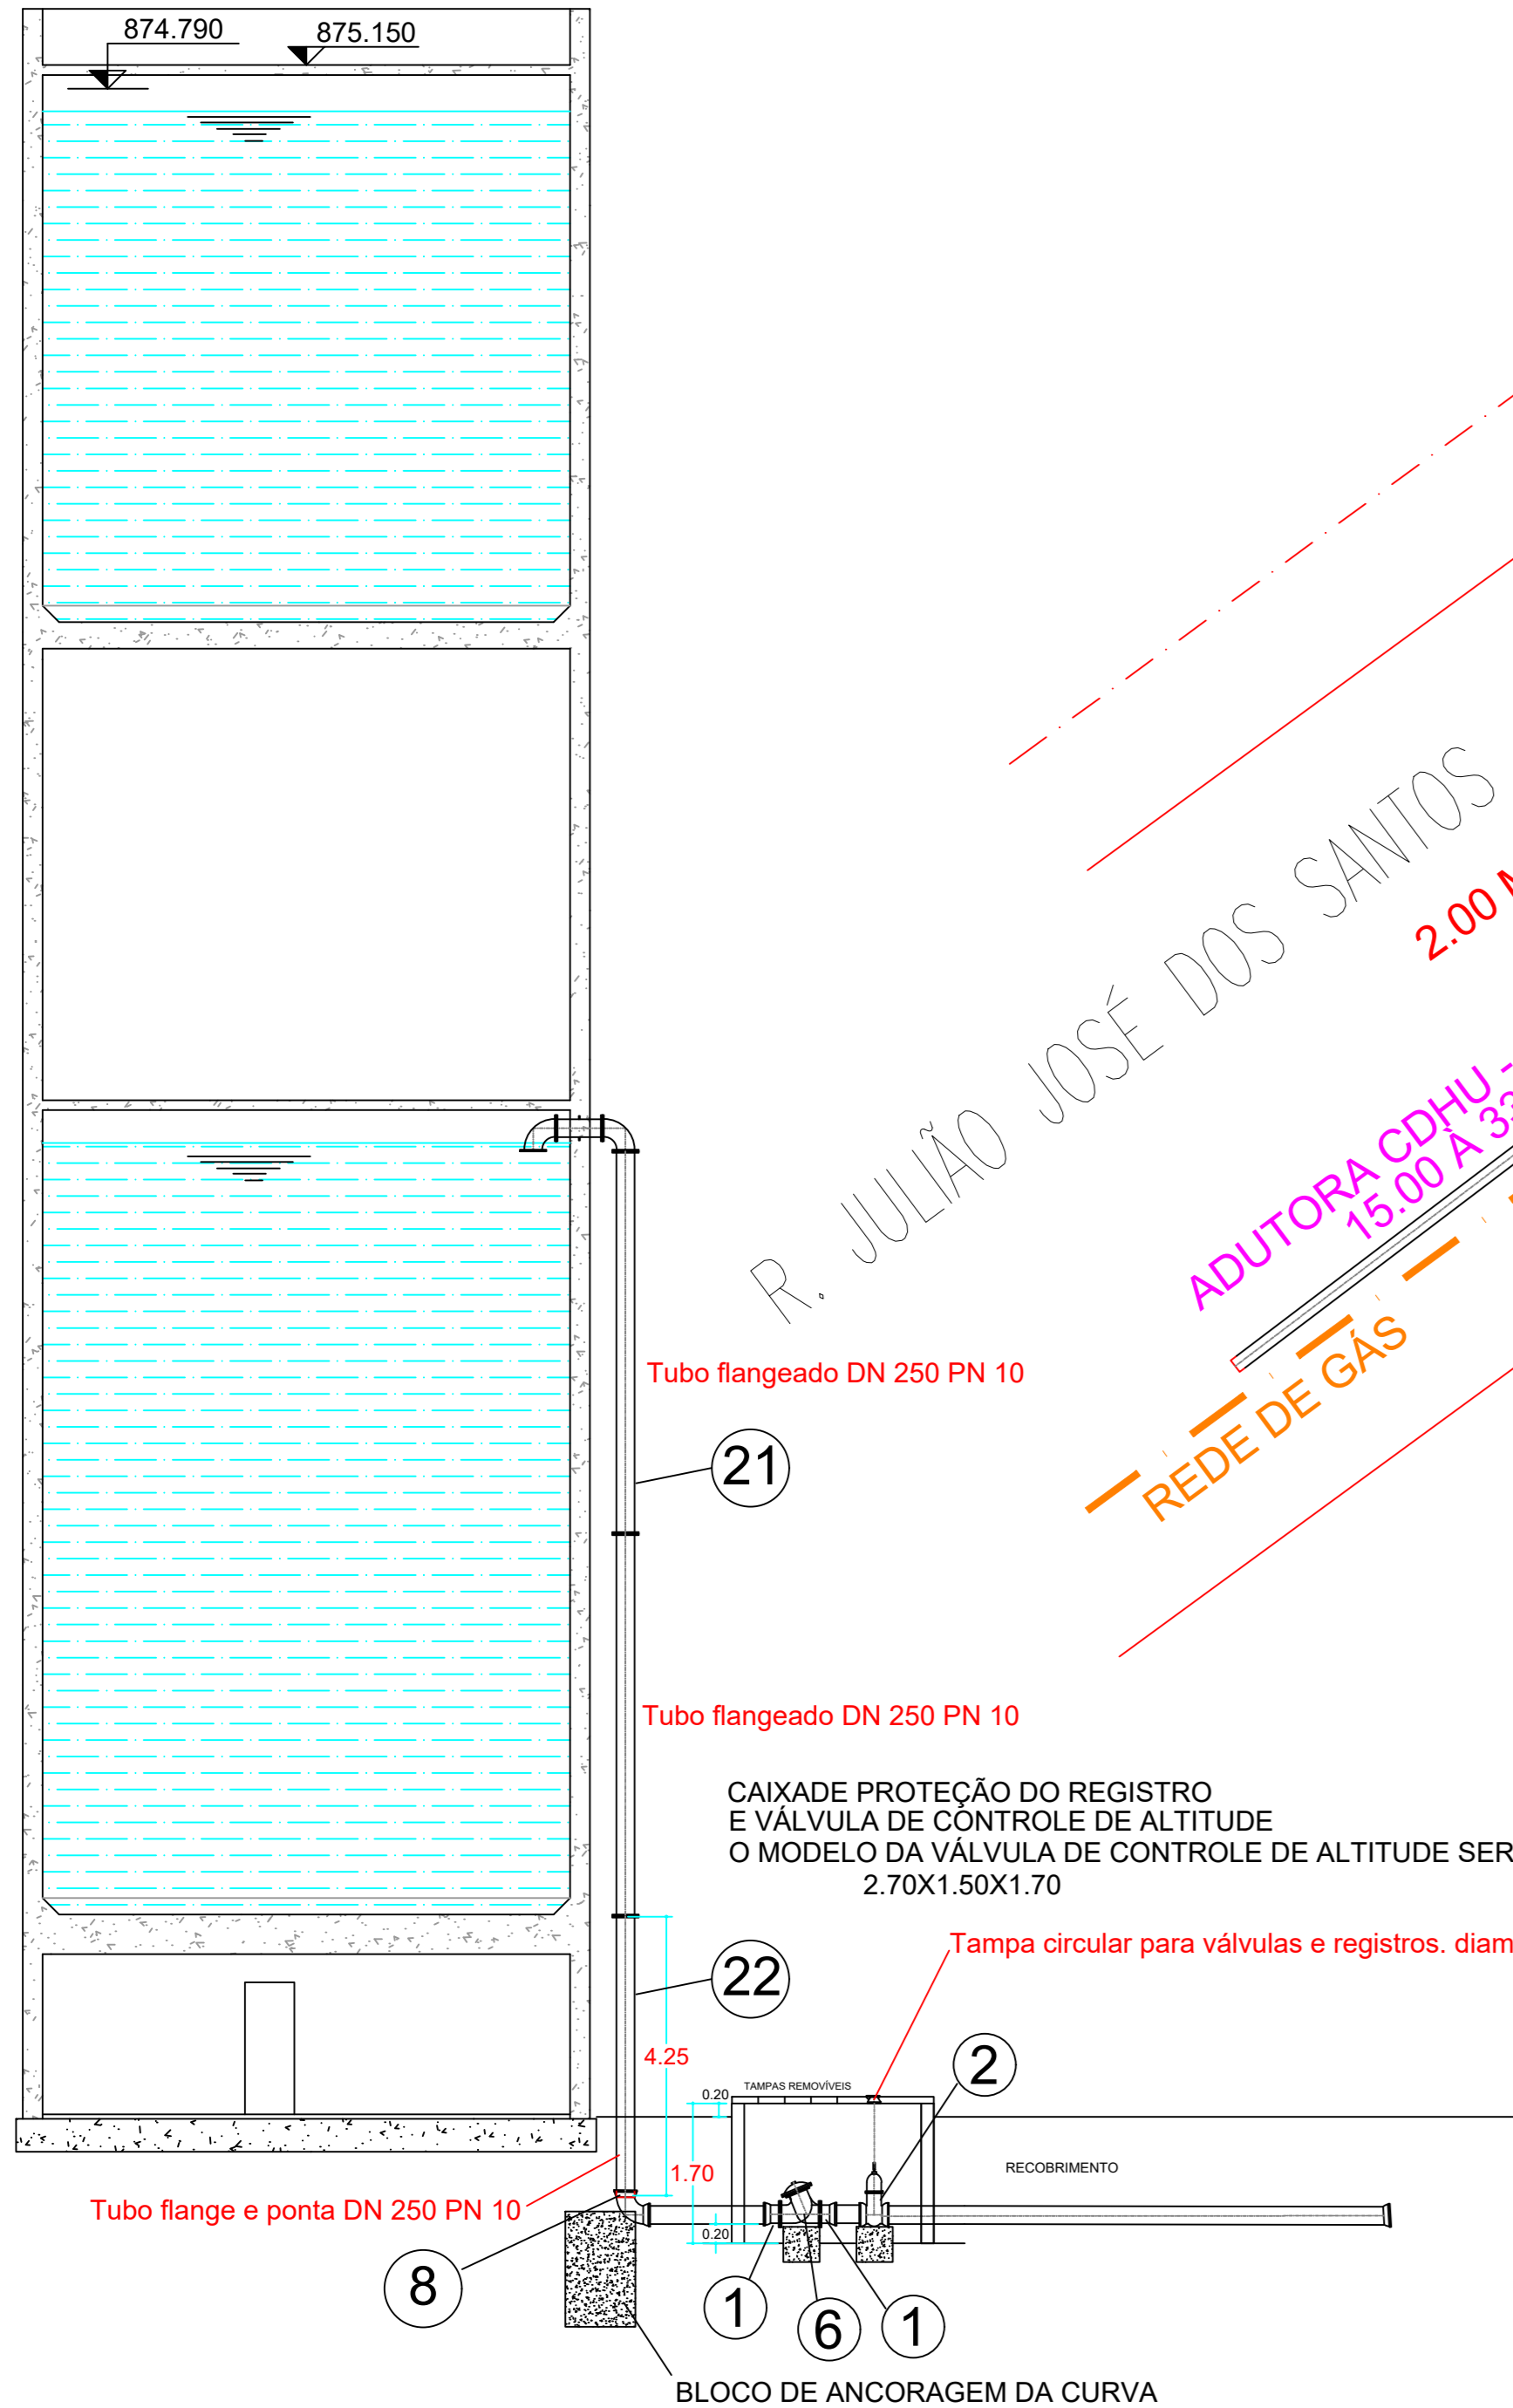 874.790
875.150
R. JULIÃO JOSÉ DOS SANTOS
2.00
ADUTORA CDHU -
15.00 À
REDE DE GÁS
Tubo flangeado DN 250 PN 10
21
Tubo flangeado DN 250 PN 10
CAIXADE PROTEÇÃO DO REGISTRO
E VÁLVULA DE CONTROLE DE ALTITUDE
O MODELO DA VÁLVULA DE CONTROLE DE ALTITUDE SER
2.70X1.50X1.70
Tampa circular para válvulas e registros. diam
22
4.25
2
TAMPAS REMOVÍVEIS
0.20
RECOBRIMENTO
1.70
Tubo flange e ponta DN 250 PN 10
0.20
8
1
6
1
BLOCO DE ANCORAGEM DA CURVA